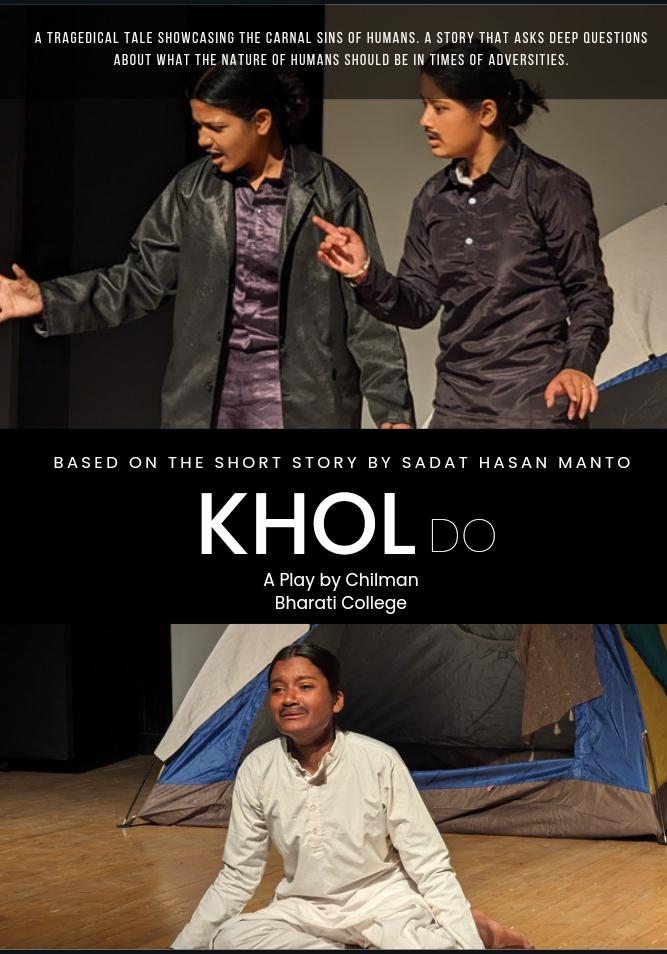 A TRAGEDICAL TALE SHOWCASING THE CARNAL SINS OF HUMANS. A STORY THAT ASKS DEEP QUESTIONS
ABOUT WHAT THE NATURE OF HUMANS SHOULD BE IN TIMES OF ADVERSITIES.
BASED ON THE SHORT STORY BY SADAT HASAN MANTO
KHOL DO
A Play by Chilman
Bharati College